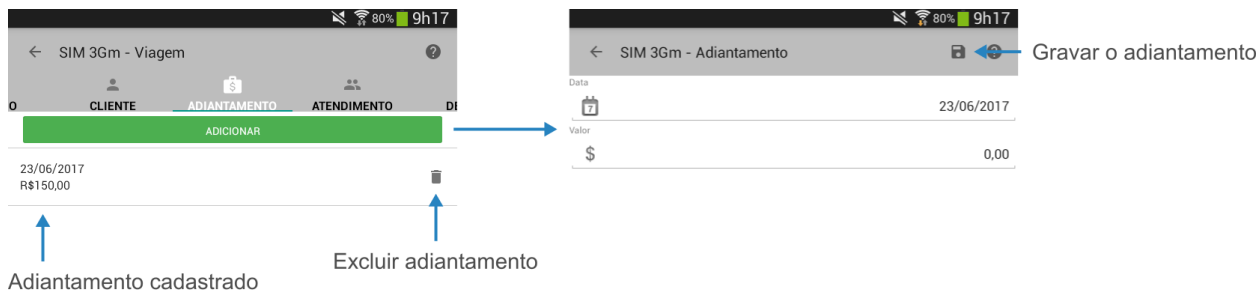 80% 9h17
SIM 3Gm - Viagem
O CLIENTE ADIANTAMENTO ATENDIMENTO DE
ADICIONAR
23/06/2017
R$150,00
Adiantamento cadastrado
Excluir adiantamento
80% 9h17
SIM 3Gm - Adiantamento
Gravar o adiantamento
Data
7
23/06/2017
Valor
$ 0,00